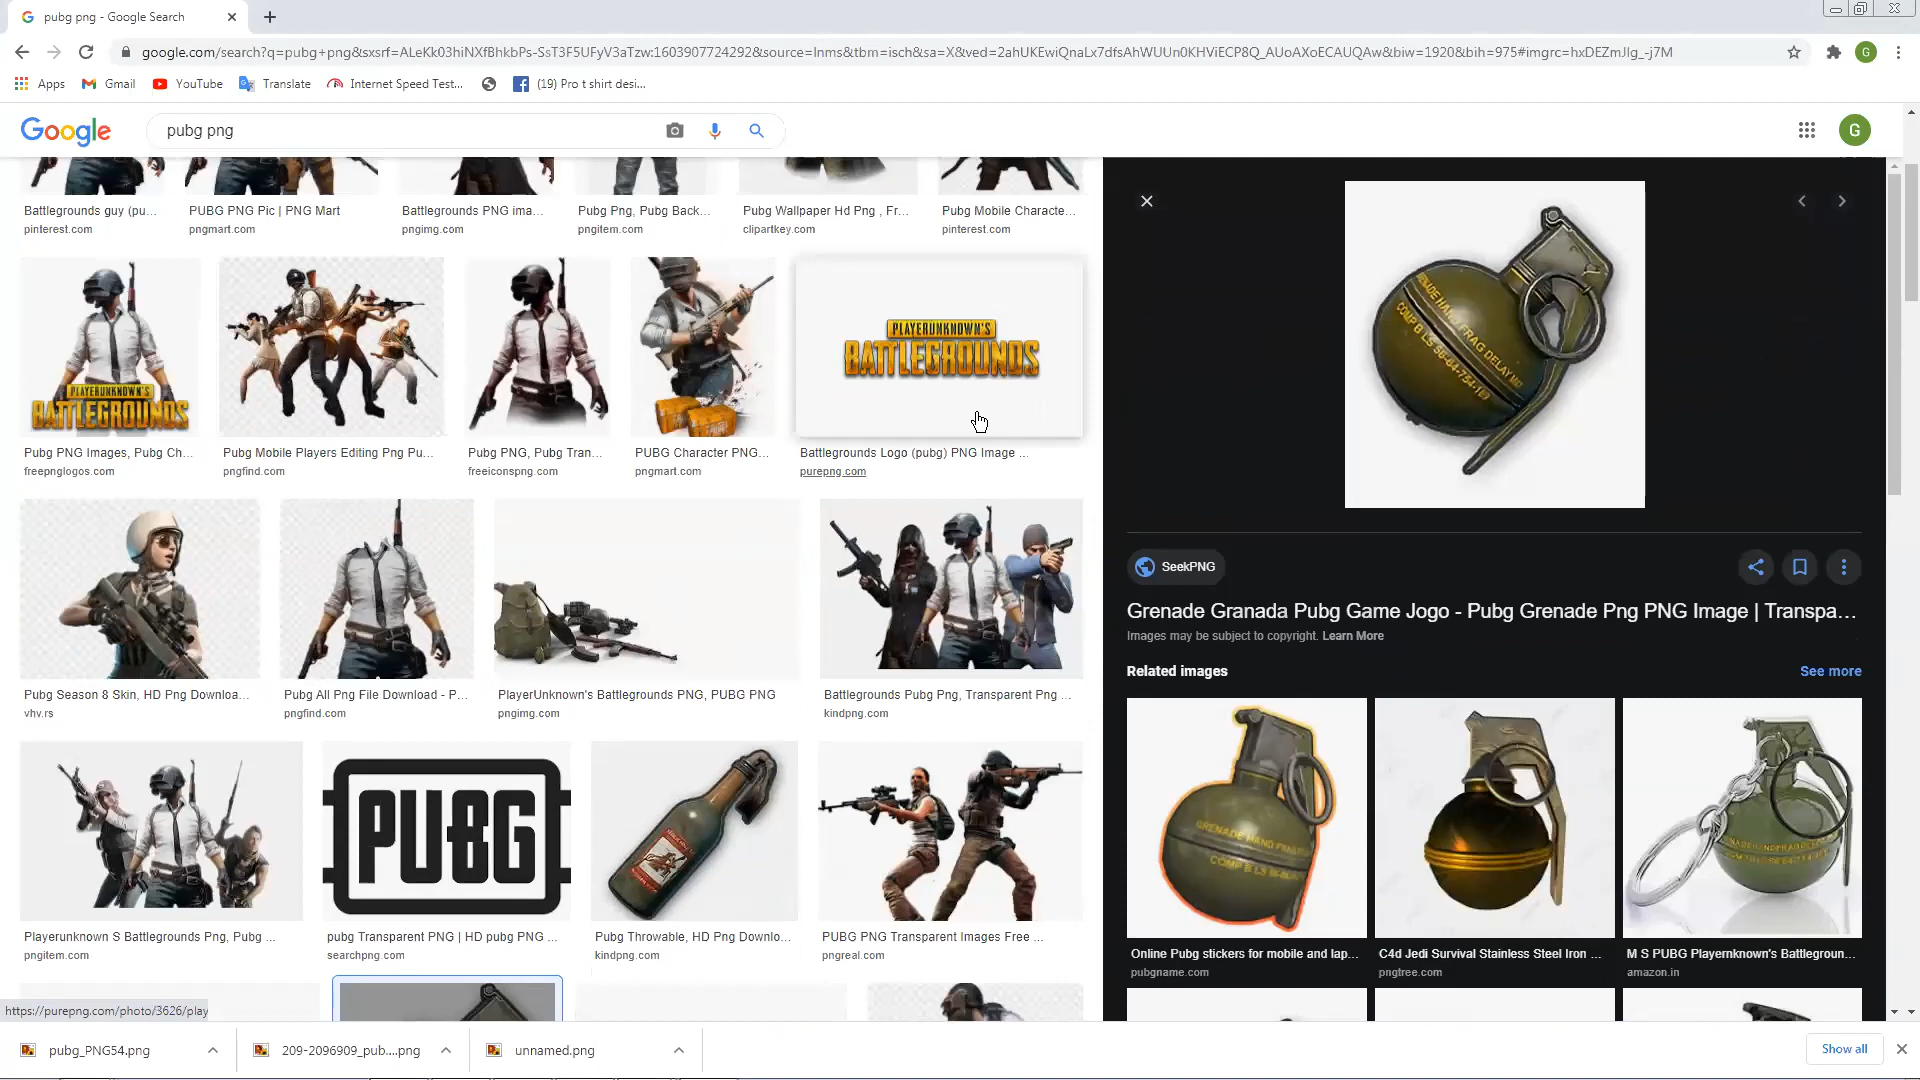 pubg png - Google Search
google.com/search?q=pubg+png&sxsrf=ALeKk03hiNXfBhkbPs-SsT3F5UFyV3aTzw:1603907724292&source=lnms&tbm=isch&sa=X&ved=2ahUKEwiQnaLx7dfsAhWUUn0KHViECP8Q_AUoAXoECAUQAw&biw=1920&bih=975#imgrc=hxDEZmJlg_-j7M
G
Apps Gmail YouTube Translate Internet Speed Test... (19) Pro t shirt desi...
Google
pubg png
G
Battlegrounds guy (pu... PUBG PNG Pic | PNG Mart Battlegrounds PNG ima... Pubg Png, Pubg Back... Pubg Wallpaper Hd Png , Fr... Pubg Mobile Characte...
pinterest.com pngmart.com pngimg.com pngitem.com clipartkey.com pinterest.com
PLAYERUNKNOWN'S
BATTLEGROUNDS
PLAYERUNKNOWN'S
BATTLEGROUNDS
Pubg PNG Images, Pubg Ch... Pubg Mobile Players Editing Png Pu... Pubg PNG, Pubg Tran... PUBG Character PNG... Battlegrounds Logo (pubg) PNG Image ...
freepnglogos.com pngfind.com freeiconspng.com pngmart.com purepng.com
Pubg Season 8 Skin, HD Png Downloa... Pubg All Png File Download - P... PlayerUnknown's Battlegrounds PNG, PUBG PNG Battlegrounds Pubg Png, Transparent Png ...
vhv.rs pngfind.com pngimg.com kindpng.com
PUBG
Playerunknown S Battlegrounds Png, Pubg ... pubg Transparent PNG | HD pubg PNG ... Pubg Throwable, HD Png Downlo... PUBG PNG Transparent Images Free ...
pngitem.com searchpng.com kindpng.com pngreal.com
GRENADE HAND FRAG DELAY
COMP B LS
SeekPNG
Grenade Granada Pubg Game Jogo - Pubg Grenade Png PNG Image | Transpa...
Images may be subject to copyright. Learn More
Related images
See more
GRENADE HAND FRAG
COMP B LS
Online Pubg stickers for mobile and lap... C4d Jedi Survival Stainless Steel Iron ... M S PUBG Playernknown's Battlegroun...
pubgname.com pngtree.com amazon.in
https://purepng.com/photo/3626/play
pubg_PNG54.png 209-2096909_pub....png unnamed.png
Show all